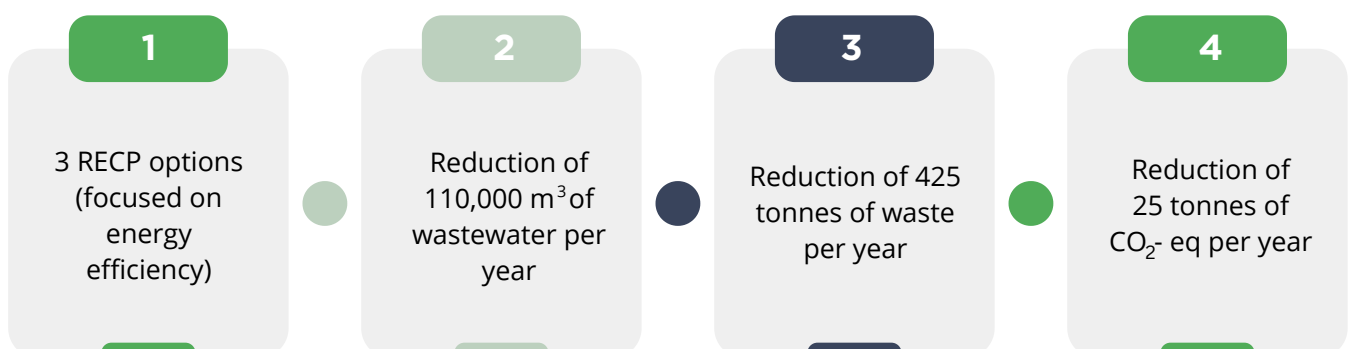 1
3 RECP options
(focused on
energy
efficiency)
2
Reduction of
110,000 m³ of
wastewater per
year
3
Reduction of 425
tonnes of waste
per year
4
Reduction of
25 tonnes of
CO₂- eq per year